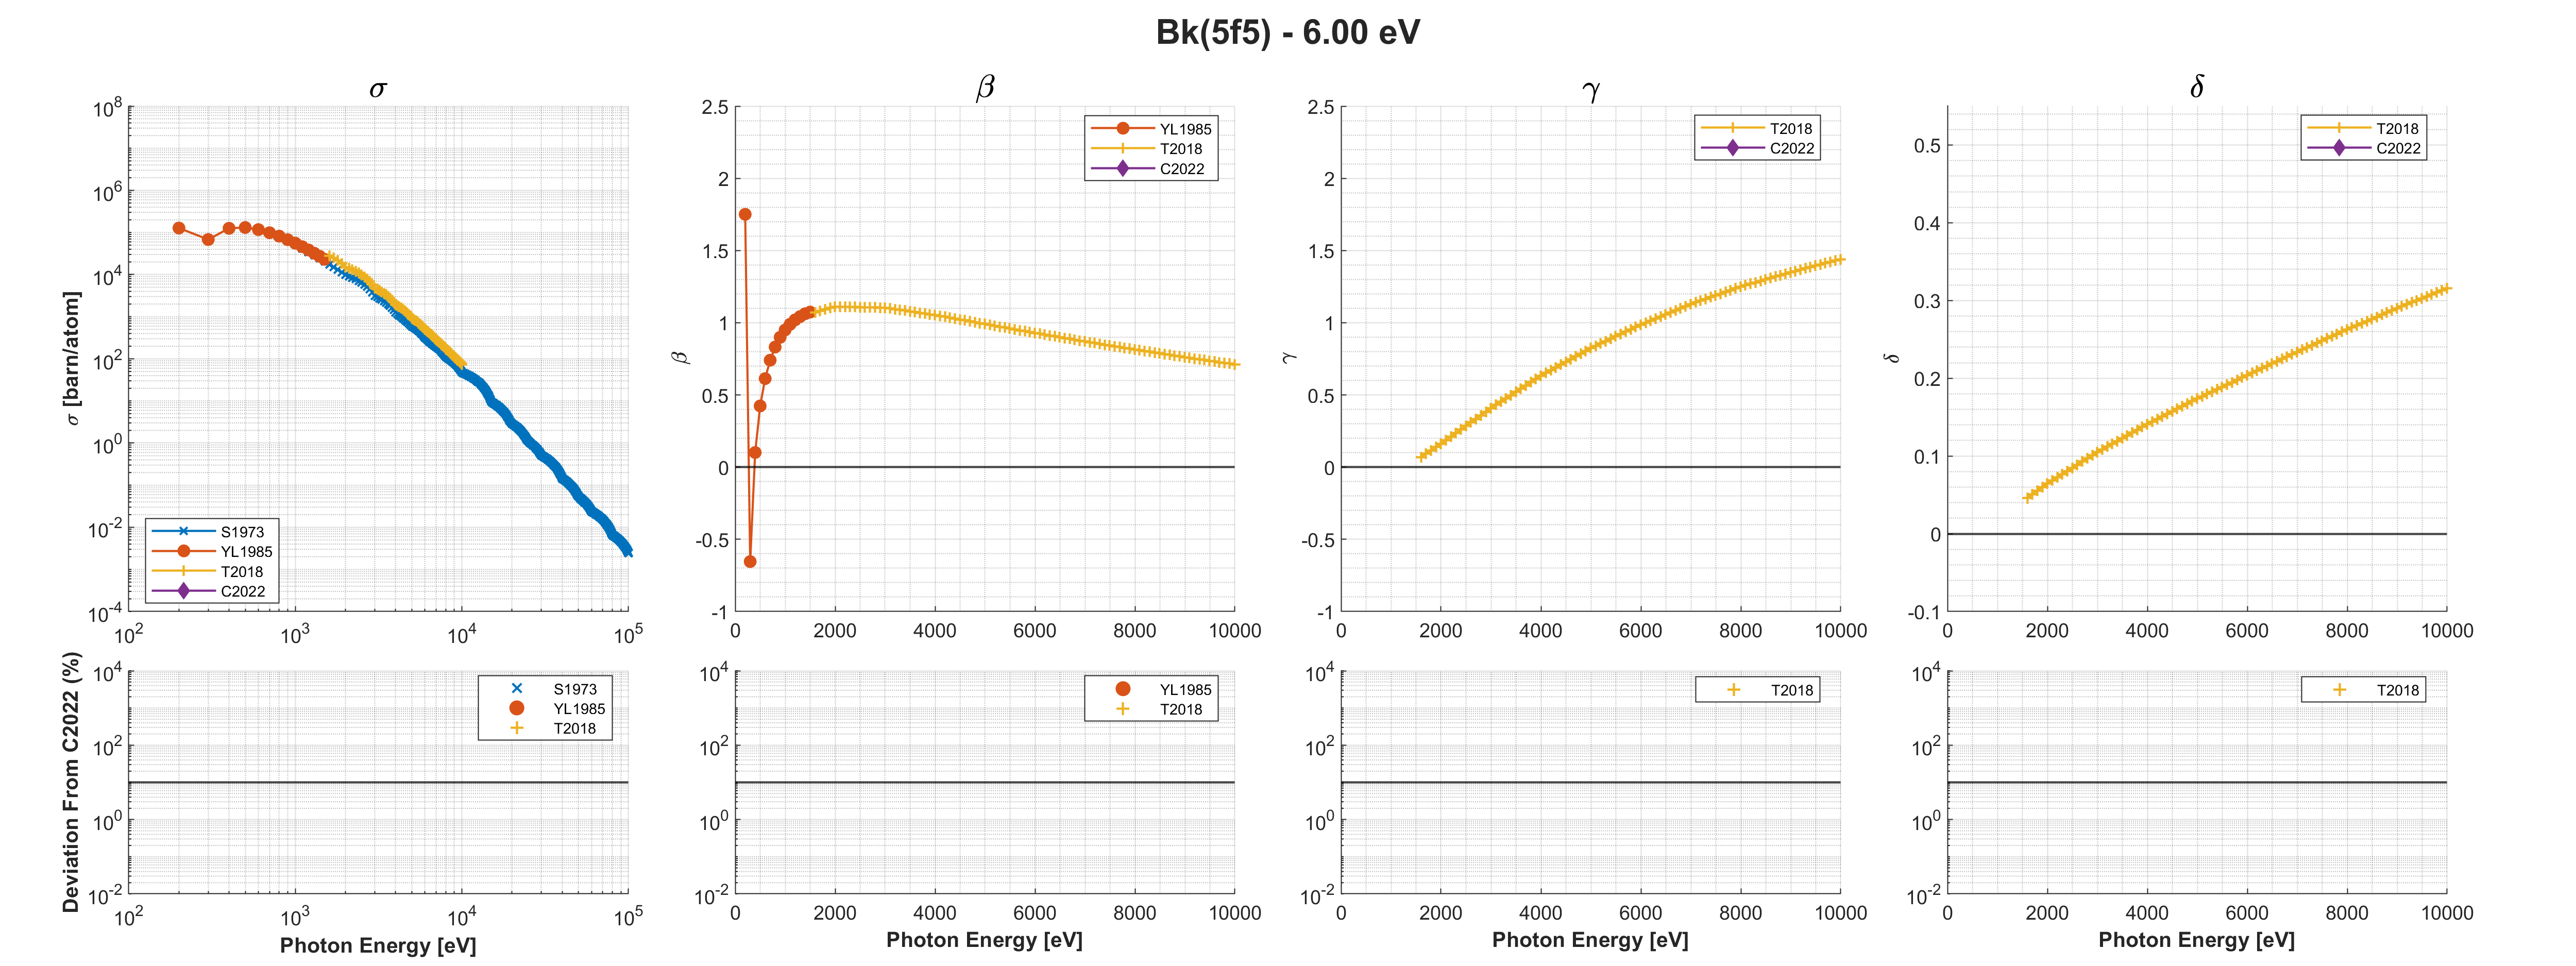 Bk(5f5) - 6.00 eV
σ
σ [barn/atom]
10^8
10^6
10^4
10^2
10^0
10^-2
10^-4
10^2
10^3
10^4
10^5
S1973
YL1985
T2018
C2022
β
β
2.5
2
1.5
1
0.5
0
-0.5
-1
0
2000
4000
6000
8000
10000
YL1985
T2018
C2022
γ
γ
2.5
2
1.5
1
0.5
0
-0.5
-1
0
2000
4000
6000
8000
10000
T2018
C2022
δ
δ
0.5
0.4
0.3
0.2
0.1
0
-0.1
0
2000
4000
6000
8000
10000
T2018
C2022
Deviation From C2022 (%)
10^4
10^2
10^0
10^-2
10^2
10^3
10^4
10^5
Photon Energy [eV]
S1973
YL1985
T2018
10^4
10^2
10^0
10^-2
0
2000
4000
6000
8000
10000
Photon Energy [eV]
YL1985
T2018
10^4
10^2
10^0
10^-2
0
2000
4000
6000
8000
10000
Photon Energy [eV]
T2018
10^4
10^2
10^0
10^-2
0
2000
4000
6000
8000
10000
Photon Energy [eV]
T2018